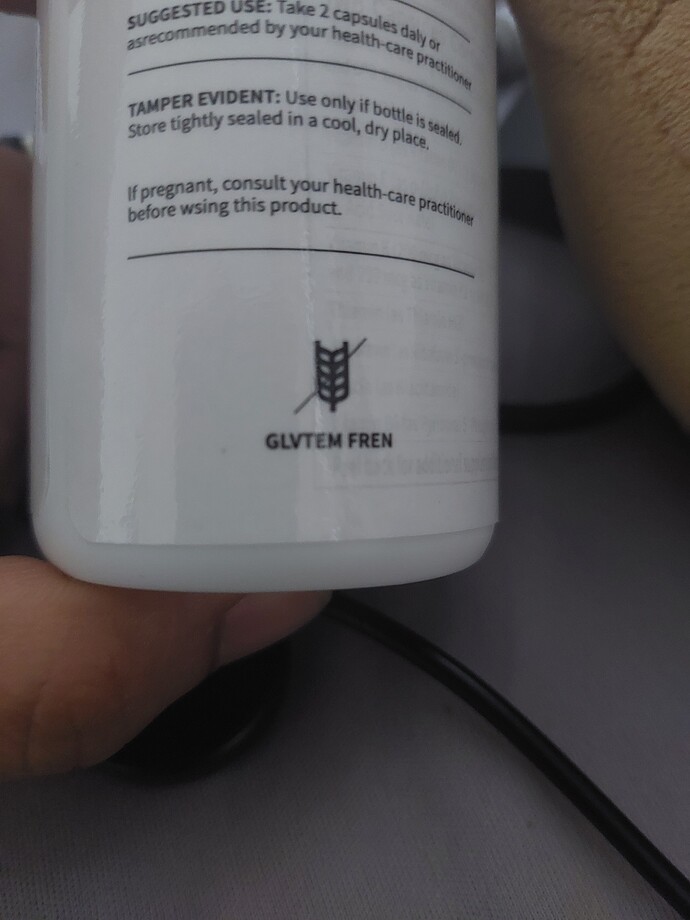 SUGGESTED USE: Take 2 capsules daly or
asrecommended by your health-care practitioner
TAMPER EVIDENT: Use only if bottle is sealed.
Store tightly sealed in a cool, dry place.
If pregnant, consult your health-care practitioner
before wsing this product.
GLVTEM FREN